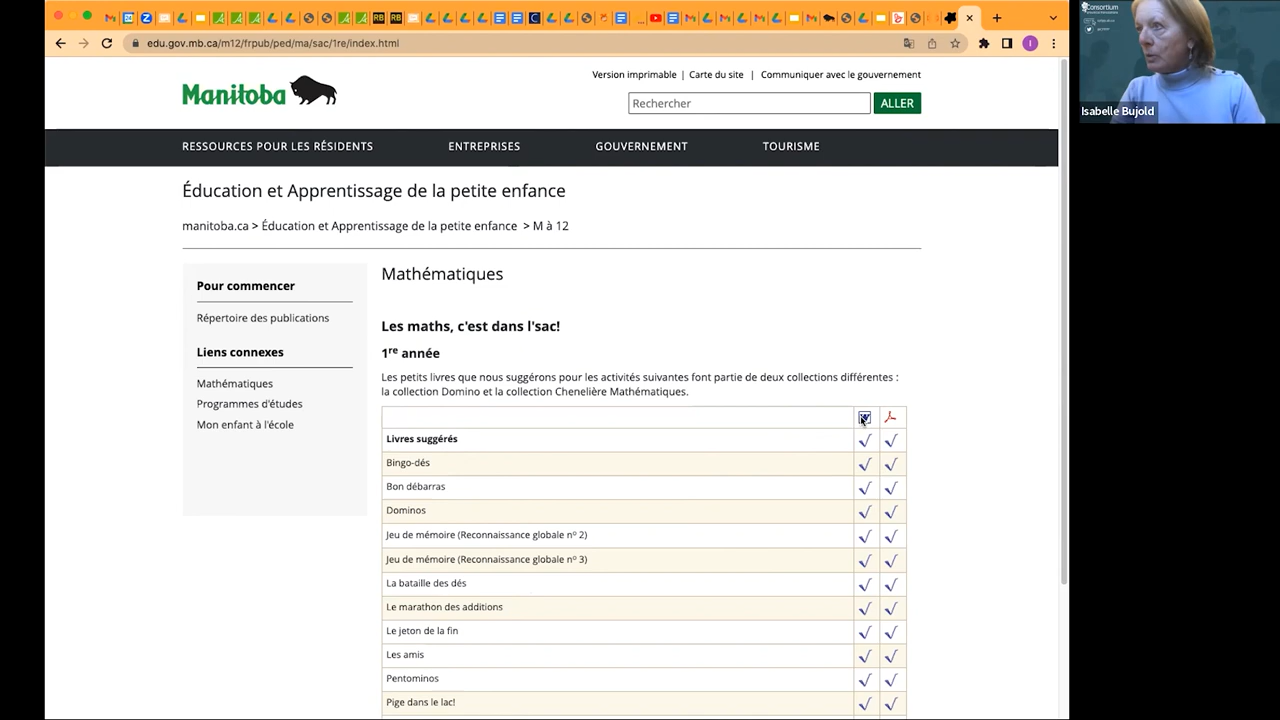 edu.gov.mb.ca/m12/frpub/ped/ma/sac/1re/index.html
Consortium
Isabelle Bujold
Manitoba
Version imprimable | Carte du site | Communiquer avec le gouvernement
Rechercher
ALLER
RESSOURCES POUR LES RÉSIDENTS ENTREPRISES GOUVERNEMENT TOURISME
Éducation et Apprentissage de la petite enfance
manitoba.ca > Éducation et Apprentissage de la petite enfance > M à 12
Pour commencer
Répertoire des publications
Liens connexes
Mathématiques
Programmes d'études
Mon enfant à l'école
Mathématiques
Les maths, c'est dans l'sac!
1re année
Les petits livres que nous suggérons pour les activités suivantes font partie de deux collections différentes :
la collection Domino et la collection Chenelière Mathématiques.
Livres suggérés
Bingo-dés
Bon débarras
Dominos
Jeu de mémoire (Reconnaissance globale nº 2)
Jeu de mémoire (Reconnaissance globale nº 3)
La bataille des dés
Le marathon des additions
Le jeton de la fin
Les amis
Pentominos
Pige dans le lac!